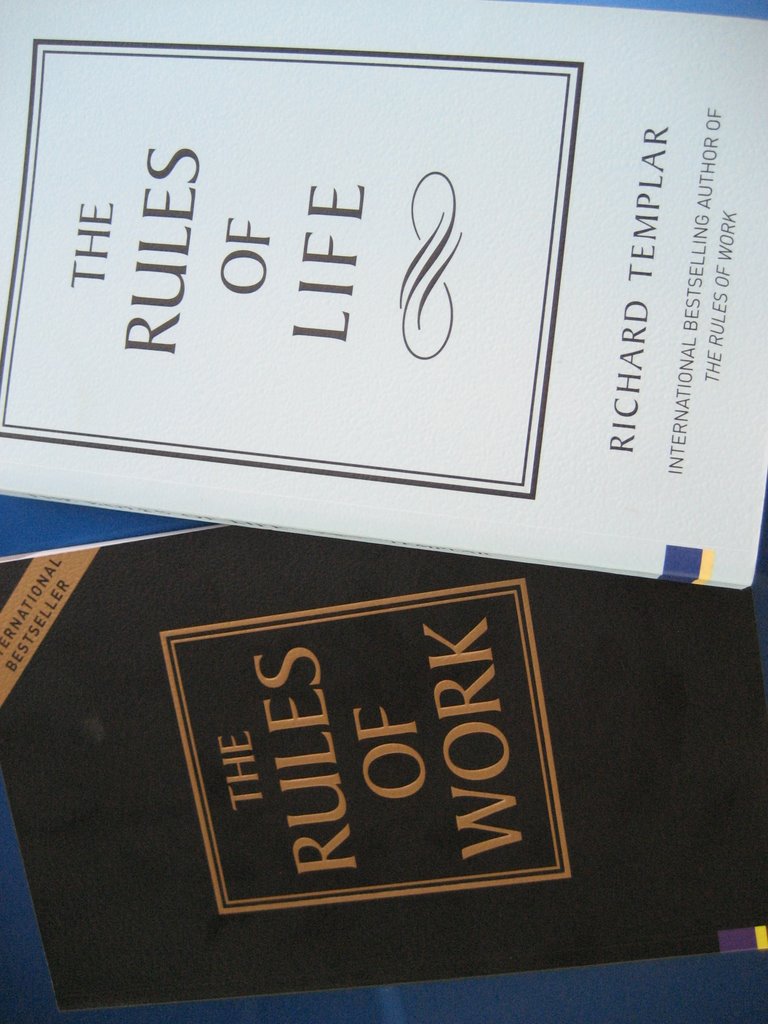 THE
RULES
OF
LIFE
RICHARD TEMPLAR
INTERNATIONAL BESTSELLING AUTHOR OF
THE RULES OF WORK
BESTSELLER
THE
RULES
OF
WORK